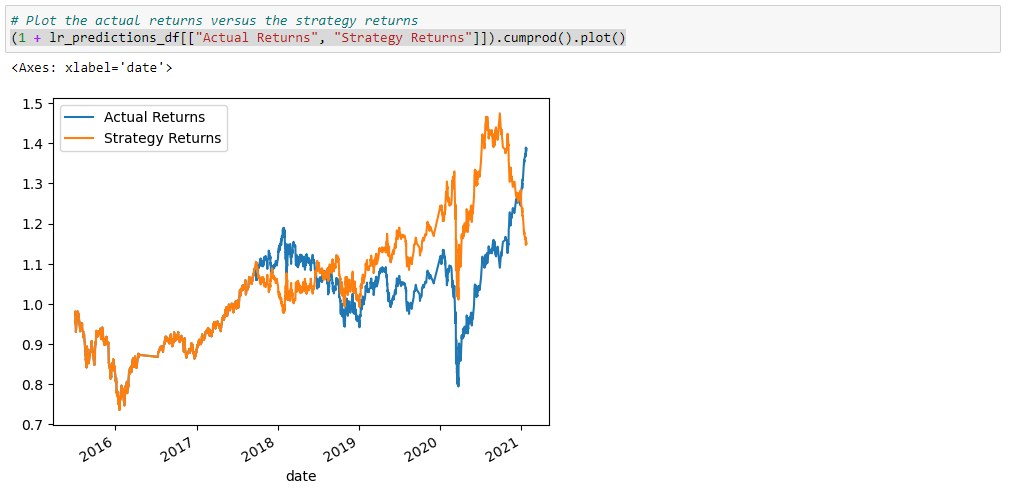 # Plot the actual returns versus the strategy returns
(1 + lr_predictions_df[["Actual Returns", "Strategy Returns"]]).cumprod().plot()
<Axes: xlabel='date'>
Actual Returns
Strategy Returns
1.5
1.4
1.3
1.2
1.1
1.0
0.9
0.8
0.7
2016 2017 2018 2019 2020 2021
date